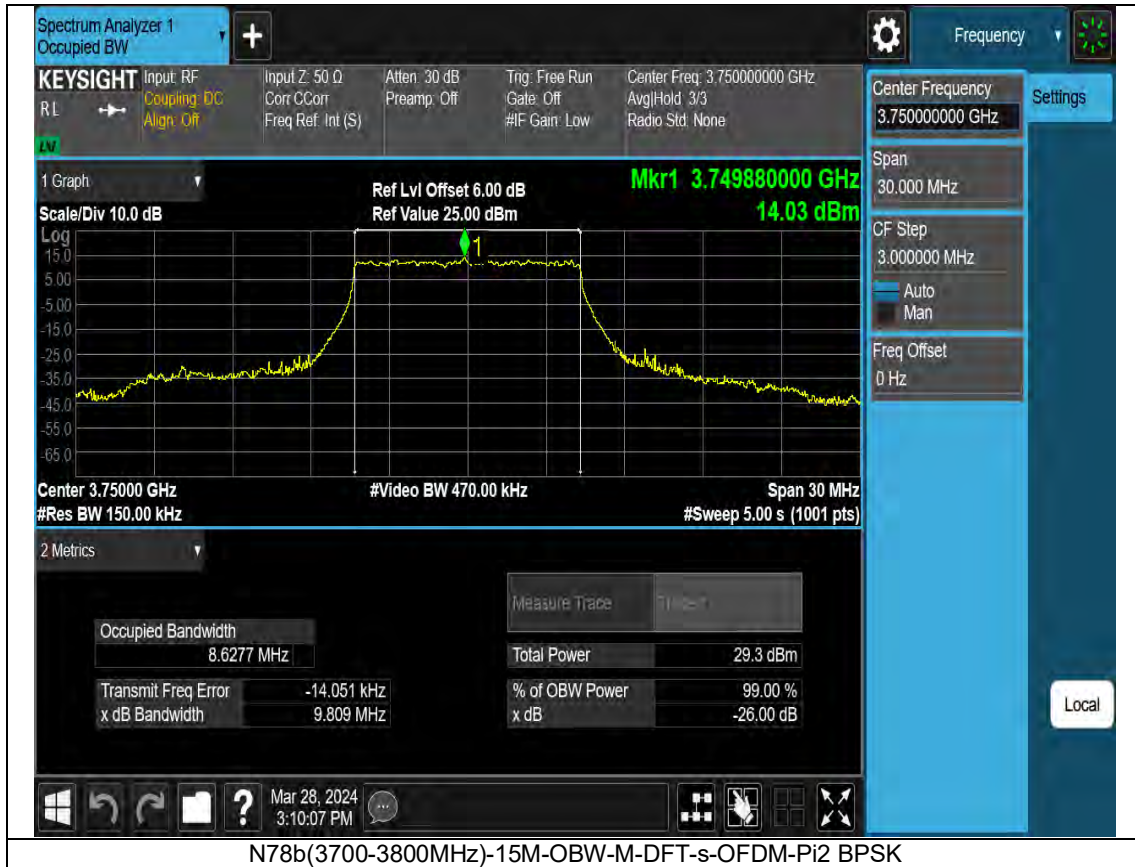 Spectrum Analyzer 1
Occupied BW
+
Frequency
KEYSIGHT
RL
Input: RF
Coupling: DC
Align: Off
Input Z: 50 Ω
Corr CCorr
Freq Ref: Int (S)
Atten: 30 dB
Preamp: Off
Trig: Free Run
Gate: Off
#IF Gain: Low
Center Freq: 3.750000000 GHz
Avg|Hold: 3/3
Radio Std: None
Center Frequency
3.750000000 GHz
Settings
Span
30.000 MHz
CF Step
3.000000 MHz
Auto
Man
Freq Offset
0 Hz
Local
1 Graph
Scale/Div 10.0 dB
Ref Lvl Offset 6.00 dB
Ref Value 25.00 dBm
Mkr1 3.749880000 GHz
14.03 dBm
Log
1
15.0
5.00
-5.00
-15.0
-25.0
-35.0
-45.0
-55.0
-65.0
Center 3.75000 GHz
#Video BW 470.00 kHz
Span 30 MHz
#Res BW 150.00 kHz
#Sweep 5.00 s (1001 pts)
2 Metrics
Measure Trace
Occupied Bandwidth
8.6277 MHz
Total Power
29.3 dBm
Transmit Freq Error
-14.051 kHz
% of OBW Power
99.00 %
x dB Bandwidth
9.809 MHz
x dB
-26.00 dB
?
Mar 28, 2024
3:10:07 PM
N78b(3700-3800MHz)-15M-OBW-M-DFT-s-OFDM-Pi2 BPSK